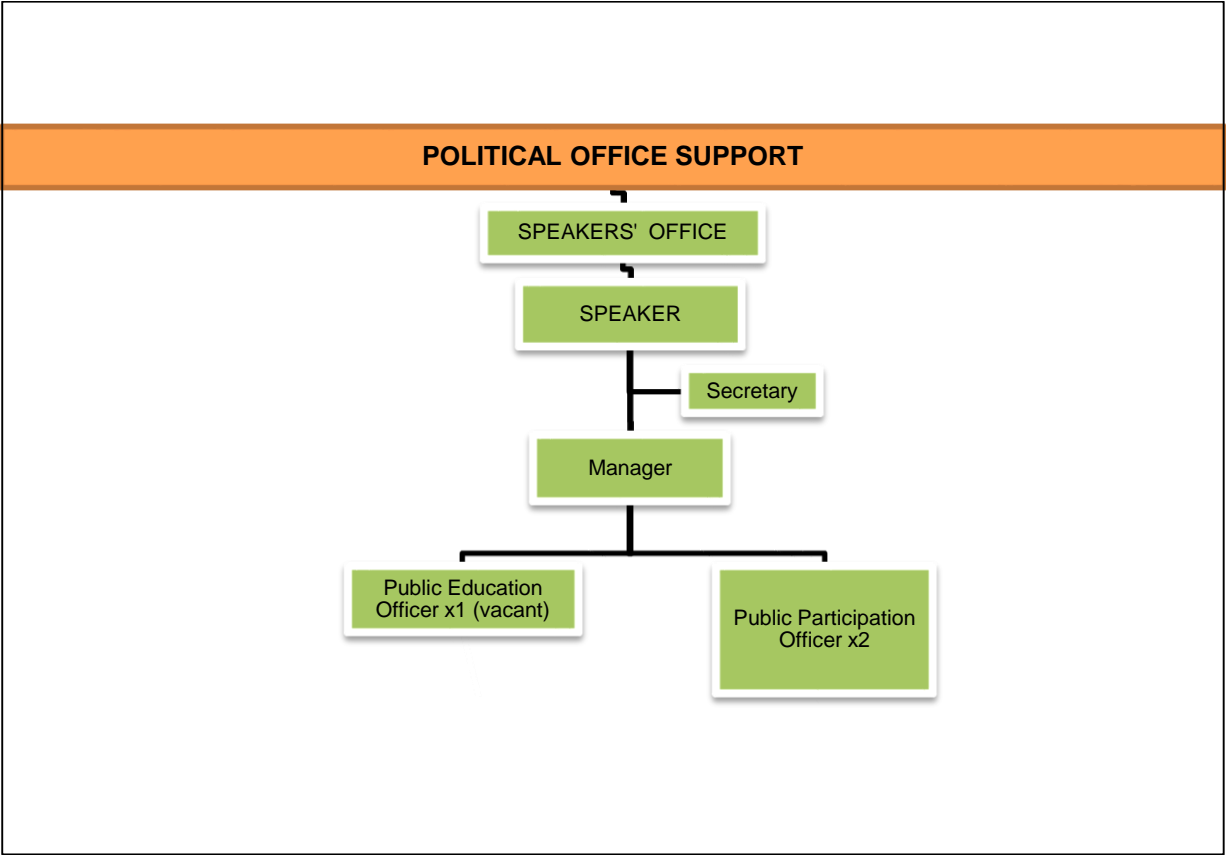 POLITICAL OFFICE SUPPORT
SPEAKERS'  OFFICE
SPEAKER
Secretary
Manager
Public Education
Officer x1 (vacant)
Public Participation
Officer x2